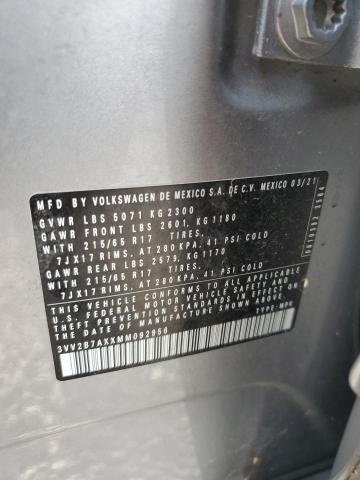 MFD BY VOLKSWAGEN DE MEXICO S.A. DE C.V. MEXICO 03/21
GVWR LBS 5071 KG 2300
GAWR FRONT LBS 2601, KG 1180
WITH 215/65 R17 TIRES,
7JX17 RIMS, AT 280 KPA, 41 PSI COLD
GAWR REAR LBS 2579, KG 1170
WITH 215/65 R17 TIRES,
7JX17 RIMS, AT 280 KPA, 41 PSI COLD
THIS VEHICLE CONFORMS TO ALL APPLICABLE
FEDERAL MOTOR VEHICLE SAFETY AND
THEFT PREVENTION STANDARDS IN EFFECT ON
THE DATE OF MANUFACTURE SHOWN ABOVE.
3VV2B7AXXMM092956